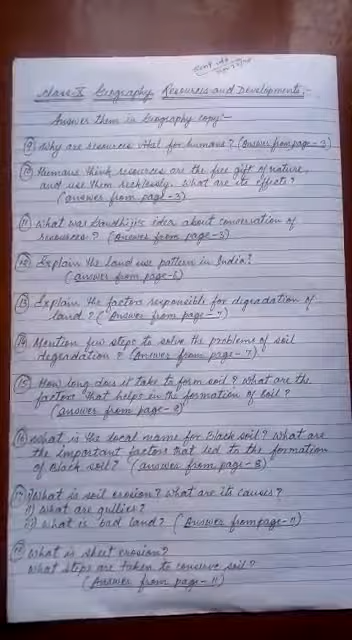 Class-X Geography Resources and Developments:-
Answer them in Geography copy:-
⑨ Why are resources vital for humans? (Answer from page-3)
⑩ Humans think resources are the free gift of nature,
and use them recklessly. What are its effects?
(answer from page-3)
⑪ What was Gandhiji's idea about conservation of
resources? (Answer from page-5)
⑫ Explain the land use pattern in India?
(answer from page-6)
⑬ Explain the factors responsible for degradation of
land? (Answer from page-7)
⑭ Mention few steps to solve the problems of soil
degradation? (Answer from page-7)
⑮ How long does it take to form soil? What are the
factors that helps in the formation of soil?
(answer from page-8)
⑯ What is the local name for Black soil? What are
the important factors that led to the formation
of Black soil? (answer from page-8)
⑰ i) What is soil erosion? What are its causes?
ii) What are gullies?
iii) What is bad land? (Answer from page-11)
⑱ What is sheet erosion?
What steps are taken to conserve soil?
(Answer from page-11)